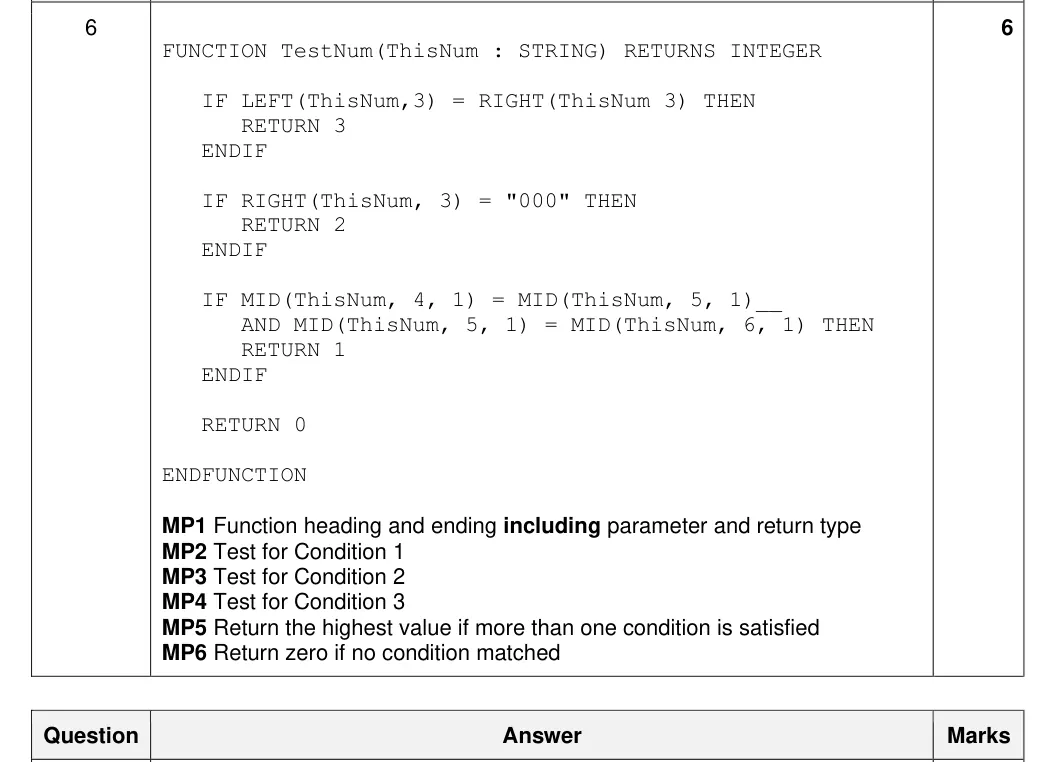 6 6
FUNCTION TestNum(ThisNum : STRING) RETURNS INTEGER
IF LEFT(ThisNum,3) = RIGHT(ThisNum 3) THEN
RETURN 3
ENDIF
IF RIGHT(ThisNum, 3) = "000" THEN
RETURN 2
ENDIF
IF MID(ThisNum, 4, 1) = MID(ThisNum, 5, 1)__
AND MID(ThisNum, 5, 1) = MID(ThisNum, 6, 1) THEN
RETURN 1
ENDIF
RETURN 0
ENDFUNCTION
MP1 Function heading and ending including parameter and return type
MP2 Test for Condition 1
MP3 Test for Condition 2
MP4 Test for Condition 3
MP5 Return the highest value if more than one condition is satisfied
MP6 Return zero if no condition matched
Question Answer Marks